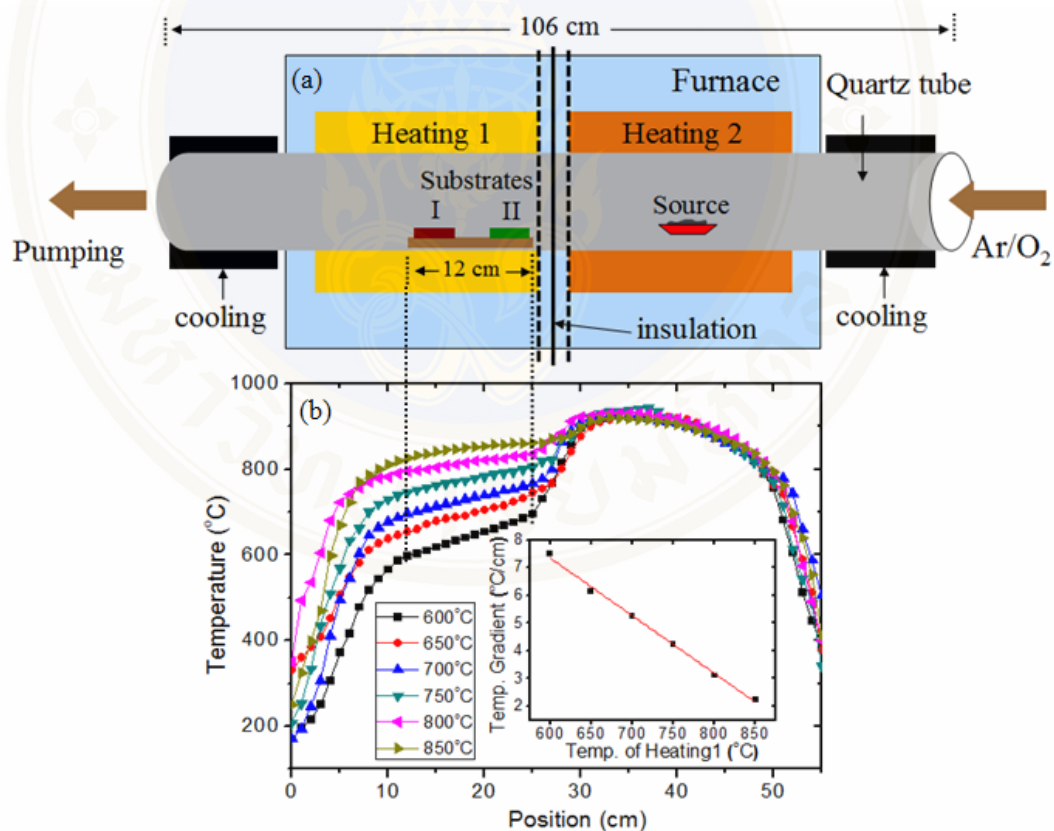 106 cm
(a)
Furnace
Quartz tube
Heating 1
Heating 2
Substrates
I
II
Source
Pumping
Ar/O₂
12 cm
cooling
insulation
cooling
(b)
1000
800
600
400
200
Temperature (°C)
0
10
20
30
40
50
Position (cm)
600°C
650°C
700°C
750°C
800°C
850°C
8
7
6
5
4
3
2
Temp. Gradient (°C/cm)
600 650 700 750 800 850
Temp. of Heating1 (°C)